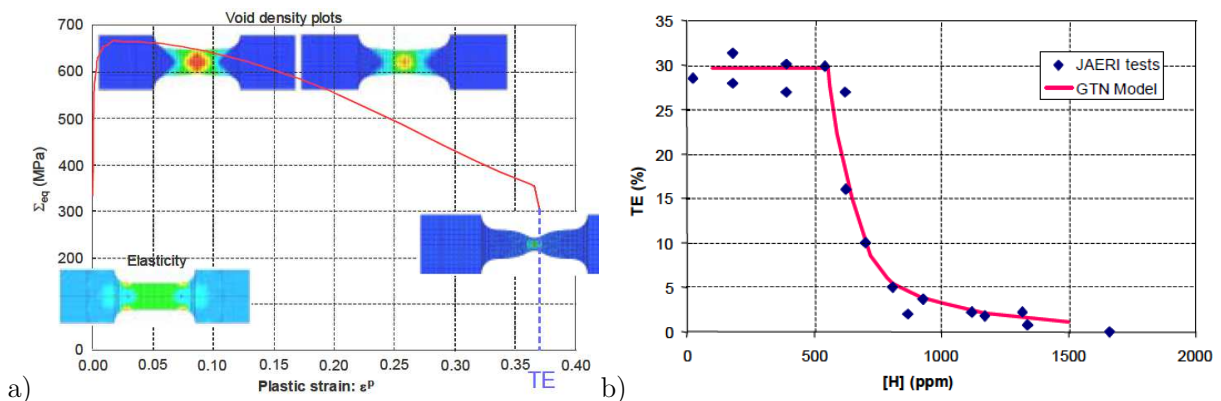 Void density plots
700
600
500
400
300
200
100
0
Σeq (MPa)
Elasticity
0.00 0.05 0.10 0.15 0.20 0.25 0.30 0.35 0.40
TE
Plastic strain: εp
a)
35
30
25
20
15
10
5
0
TE (%)
JAERI tests
GTN Model
0 500 1000 1500 2000
[H] (ppm)
b)